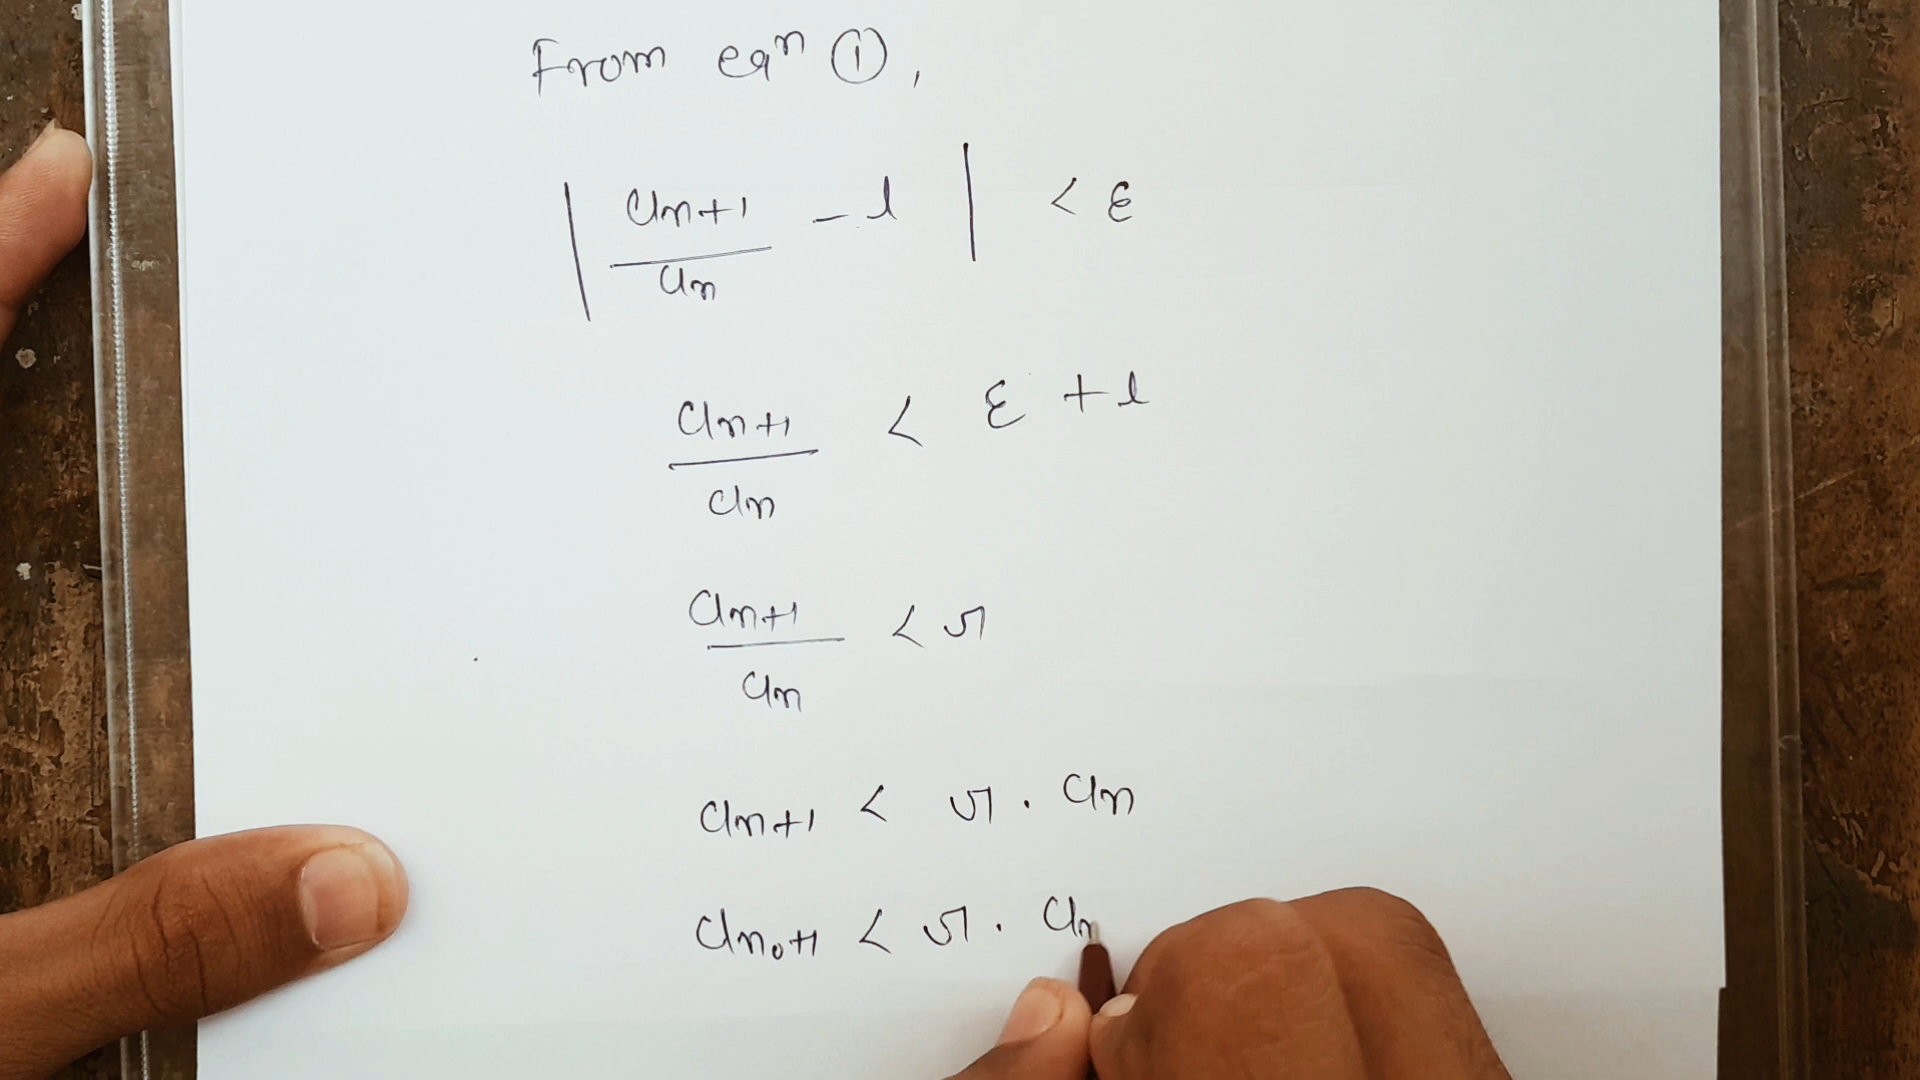 From eqn ①,
| an+1/an - l | < ε
an+1/an < ε + l
an+1/an < r
an+1 < r . an
an0+1 < r . an